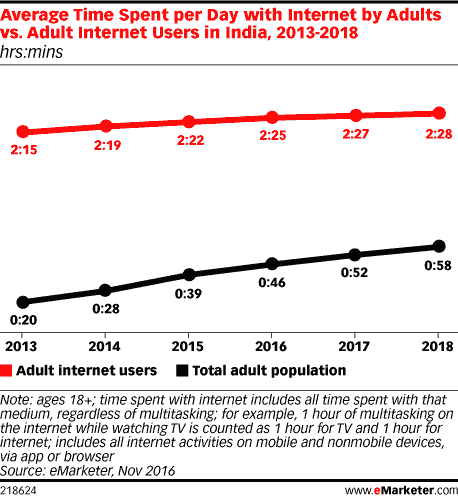 Average Time Spent per Day with Internet by Adults
vs. Adult Internet Users in India, 2013-2018
hrs:mins
2:15 2:19 2:22 2:25 2:27 2:28
0:20 0:28 0:39 0:46 0:52 0:58
2013 2014 2015 2016 2017 2018
Adult internet users Total adult population
Note: ages 18+; time spent with internet includes all time spent with that
medium, regardless of multitasking; for example, 1 hour of multitasking on
the internet while watching TV is counted as 1 hour for TV and 1 hour for
internet; includes all internet activities on mobile and nonmobile devices,
via app or browser
Source: eMarketer, Nov 2016
218624 www.eMarketer.com